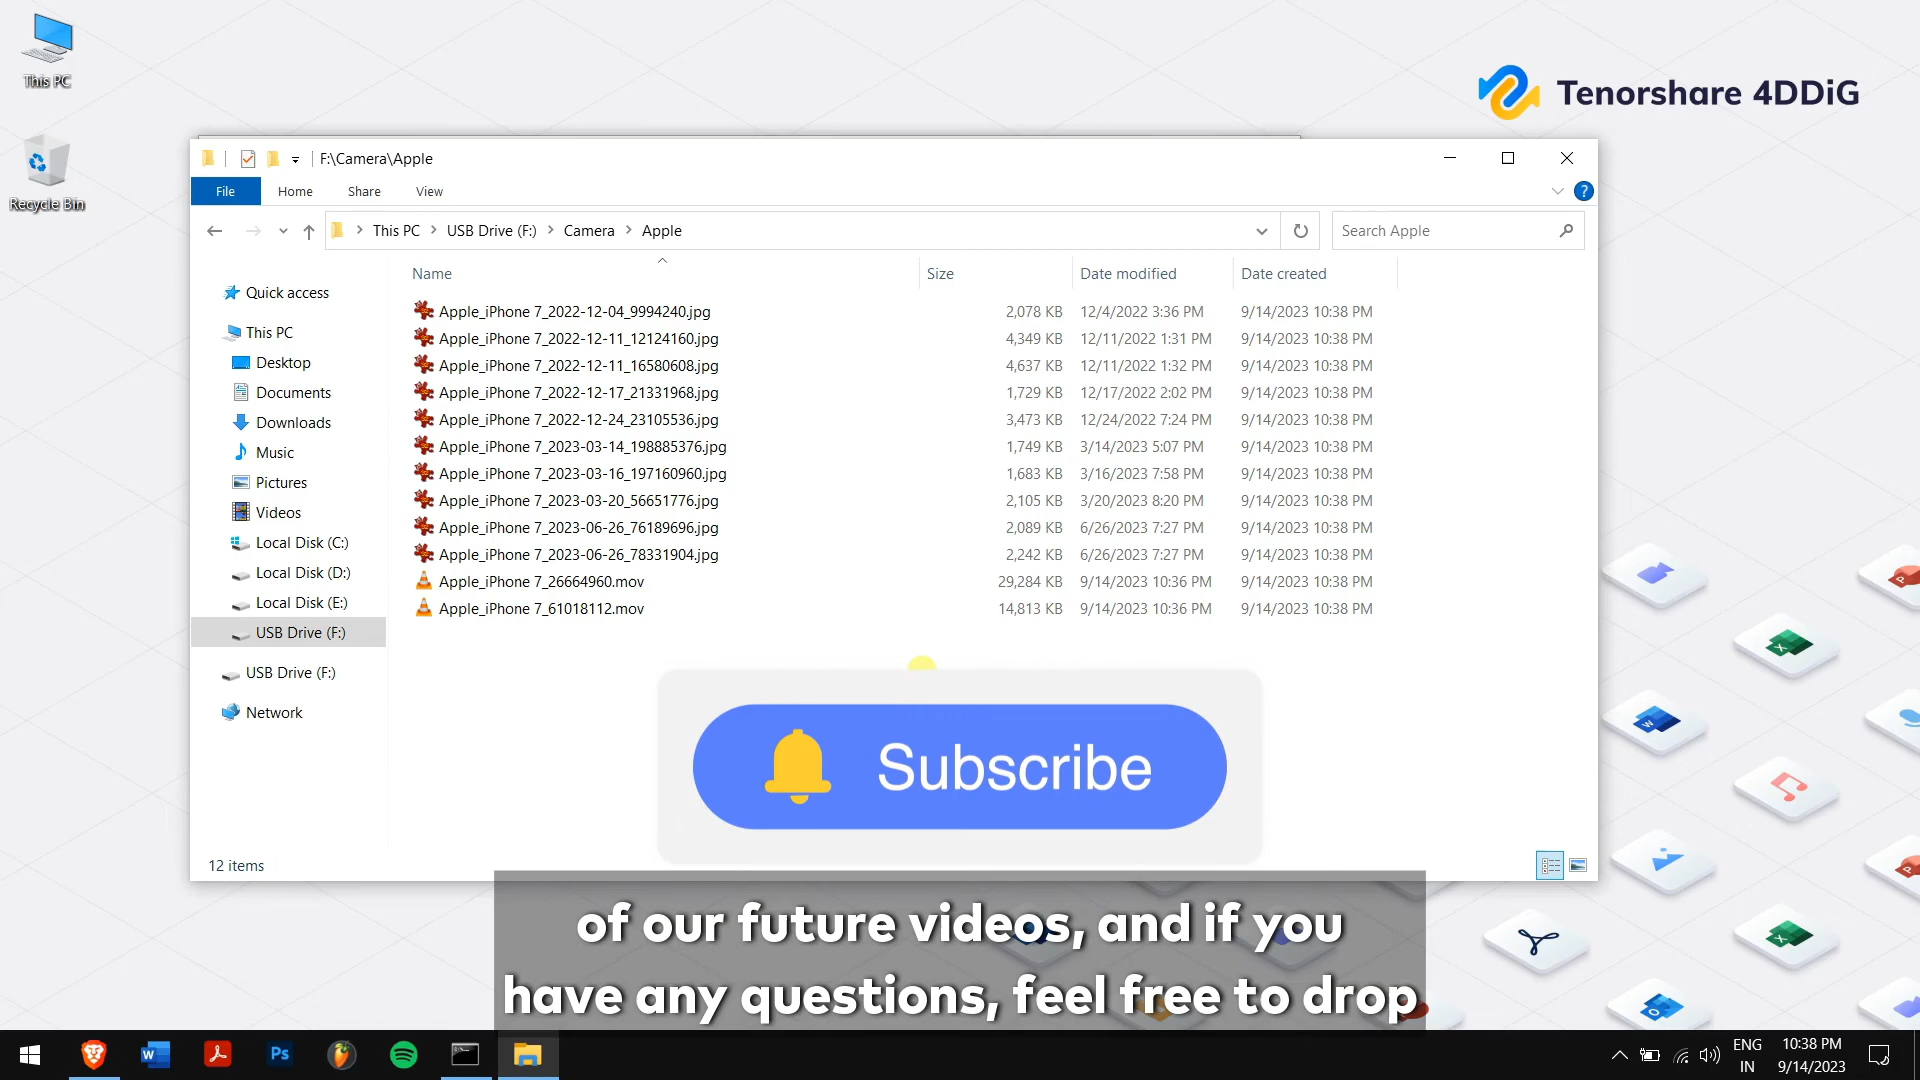 This PC
Recycle Bin
Tenorshare 4DDiG
F:\Camera\Apple
File Home Share View
This PC USB Drive (F:) Camera Apple
Search Apple
Name Size Date modified Date created
Quick access
This PC
Desktop
Documents
Downloads
Music
Pictures
Videos
Local Disk (C:)
Local Disk (D:)
Local Disk (E:)
USB Drive (F:)
USB Drive (F:)
Network
Apple_iPhone 7_2022-12-04_9994240.jpg 2,078 KB 12/4/2022 3:36 PM 9/14/2023 10:38 PM
Apple_iPhone 7_2022-12-11_12124160.jpg 4,349 KB 12/11/2022 1:31 PM 9/14/2023 10:38 PM
Apple_iPhone 7_2022-12-11_16580608.jpg 4,637 KB 12/11/2022 1:32 PM 9/14/2023 10:38 PM
Apple_iPhone 7_2022-12-17_21331968.jpg 1,729 KB 12/17/2022 2:02 PM 9/14/2023 10:38 PM
Apple_iPhone 7_2022-12-24_23105536.jpg 3,473 KB 12/24/2022 7:24 PM 9/14/2023 10:38 PM
Apple_iPhone 7_2023-03-14_198885376.jpg 1,749 KB 3/14/2023 5:07 PM 9/14/2023 10:38 PM
Apple_iPhone 7_2023-03-16_197160960.jpg 1,683 KB 3/16/2023 7:58 PM 9/14/2023 10:38 PM
Apple_iPhone 7_2023-03-20_56651776.jpg 2,105 KB 3/20/2023 8:20 PM 9/14/2023 10:38 PM
Apple_iPhone 7_2023-06-26_76189696.jpg 2,089 KB 6/26/2023 7:27 PM 9/14/2023 10:38 PM
Apple_iPhone 7_2023-06-26_78331904.jpg 2,242 KB 6/26/2023 7:27 PM 9/14/2023 10:38 PM
Apple_iPhone 7_26664960.mov 29,284 KB 9/14/2023 10:36 PM 9/14/2023 10:38 PM
Apple_iPhone 7_61018112.mov 14,813 KB 9/14/2023 10:36 PM 9/14/2023 10:38 PM
Subscribe
12 items
of our future videos, and if you
have any questions, feel free to drop
Ps
ENG
IN
10:38 PM
9/14/2023